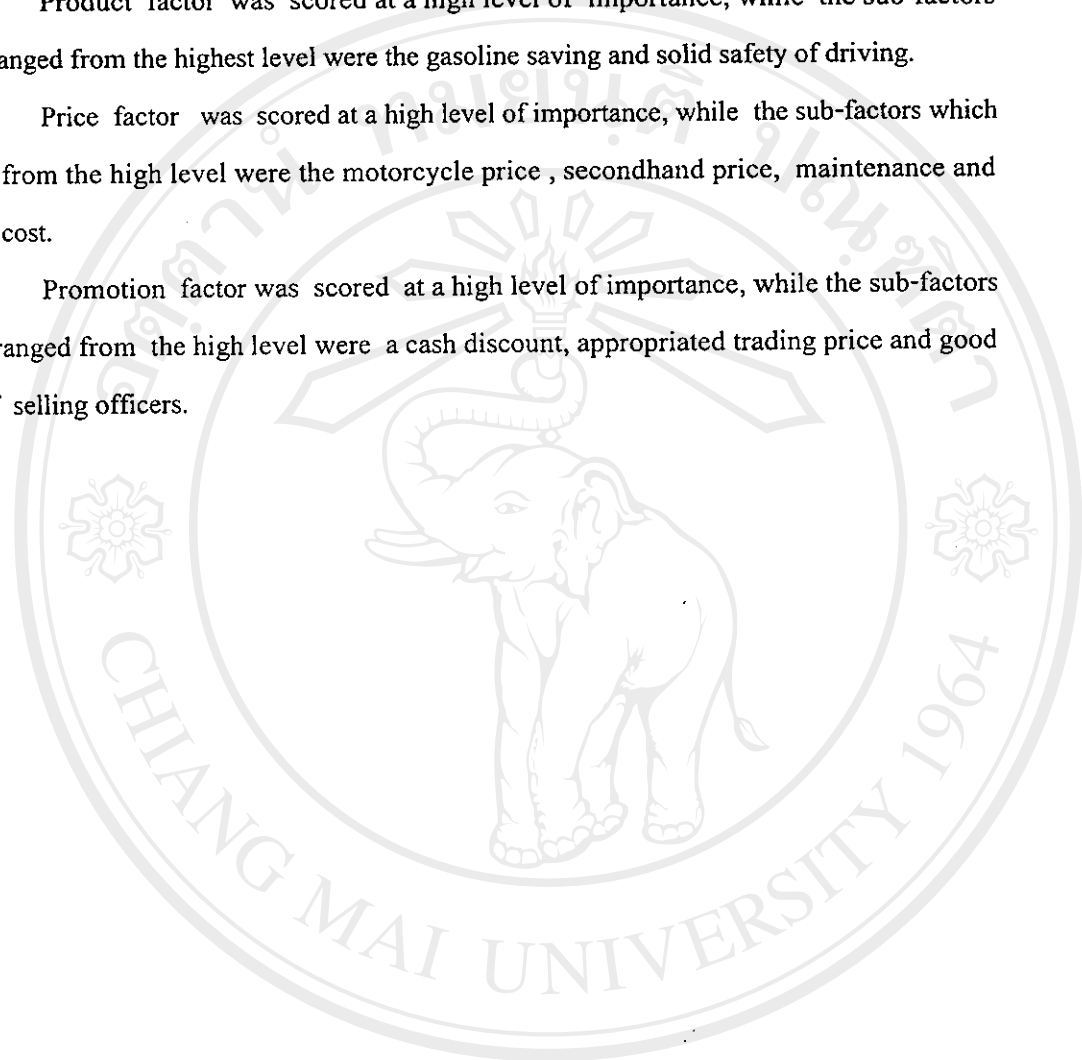 Product factor was scored at a high level of importance, while the sub-factors
anged from the highest level were the gasoline saving and solid safety of driving.
Price factor was scored at a high level of importance, while the sub-factors which
from the high level were the motorcycle price , secondhand price, maintenance and
cost.
Promotion factor was scored at a high level of importance, while the sub-factors
ranged from the high level were a cash discount, appropriated trading price and good
selling officers.
CHIANG MAI UNIVERSITY 1964